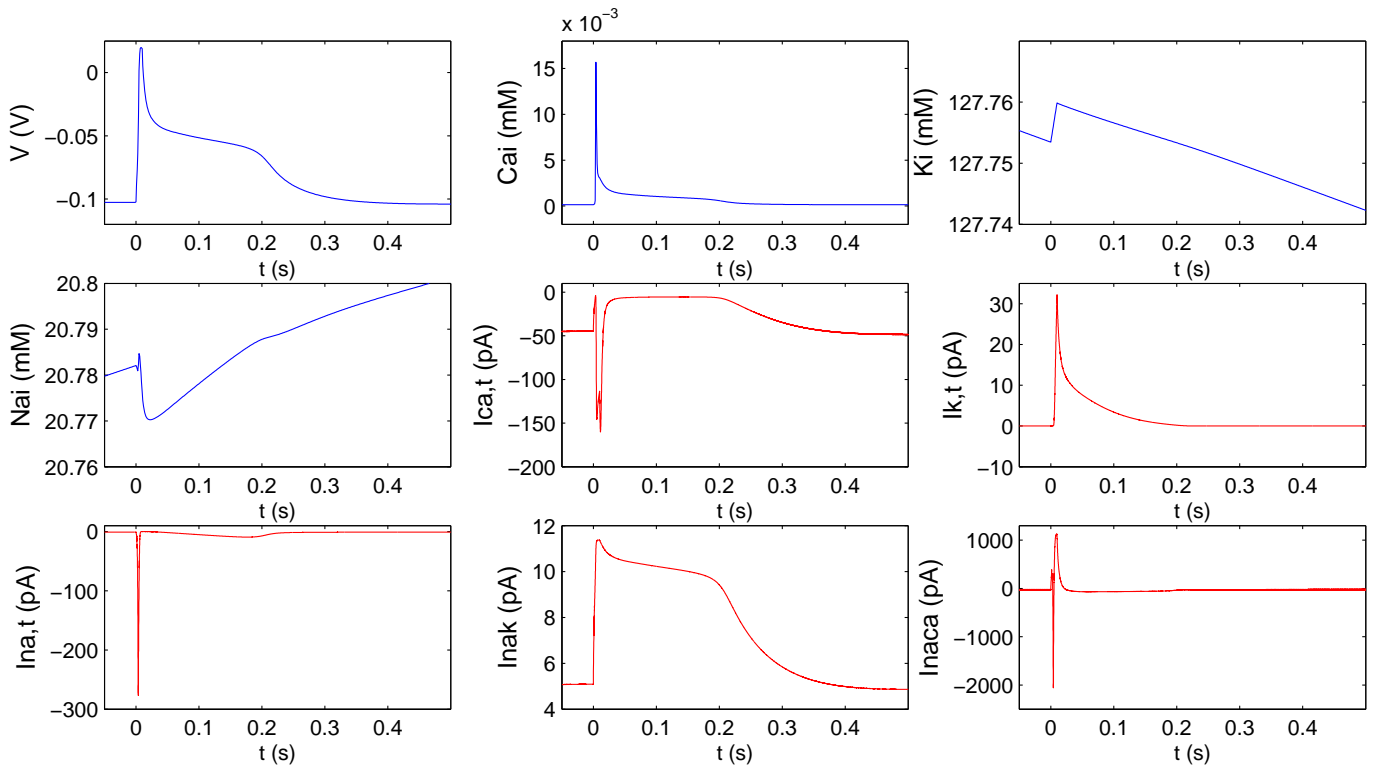 0
−0.05
−0.1
V (V)
0 0.1 0.2 0.3 0.4
t (s)
x 10−3
15
10
5
0
Cai (mM)
0 0.1 0.2 0.3 0.4
t (s)
127.76
127.75
127.74
Ki (mM)
0 0.1 0.2 0.3 0.4
t (s)
20.8
20.79
20.78
20.77
20.76
Nai (mM)
0 0.1 0.2 0.3 0.4
t (s)
0
−50
−100
−150
−200
Ica,t (pA)
0 0.1 0.2 0.3 0.4
t (s)
30
20
10
0
−10
Ik,t (pA)
0 0.1 0.2 0.3 0.4
t (s)
0
−100
−200
−300
Ina,t (pA)
0 0.1 0.2 0.3 0.4
t (s)
12
10
8
6
4
Inak (pA)
0 0.1 0.2 0.3 0.4
t (s)
1000
0
−1000
−2000
Inaca (pA)
0 0.1 0.2 0.3 0.4
t (s)